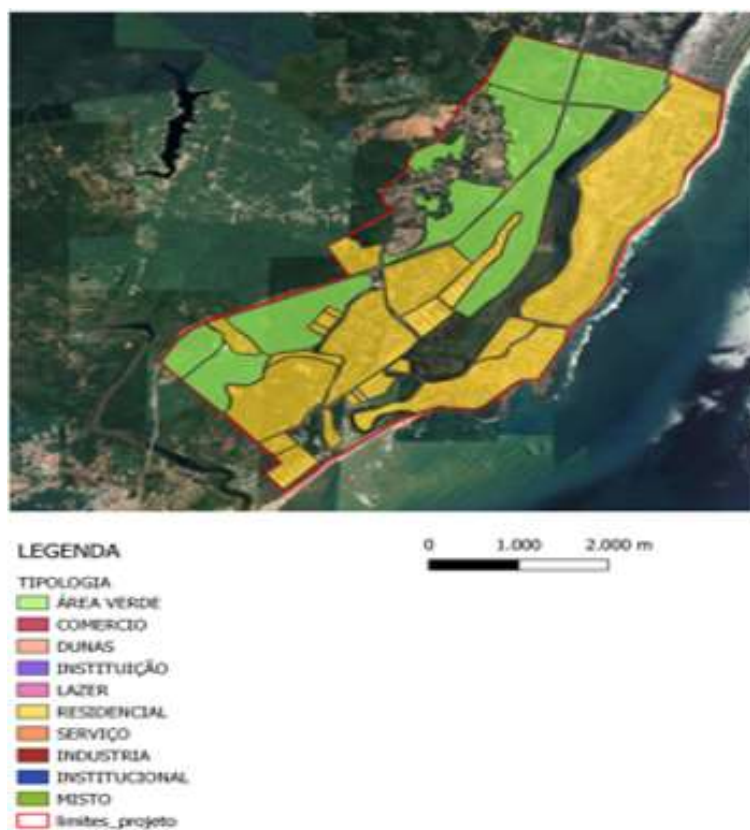 LEGENDA
0 1.000 2.000 m
TIPOLOGIA
ÁREA VERDE
COMERCIO
DUNAS
INSTITUIÇÃO
LAZER
RESIDENCIAL
SERVIÇO
INDUSTRIA
INSTITUCIONAL
MISTO
limites_projeto